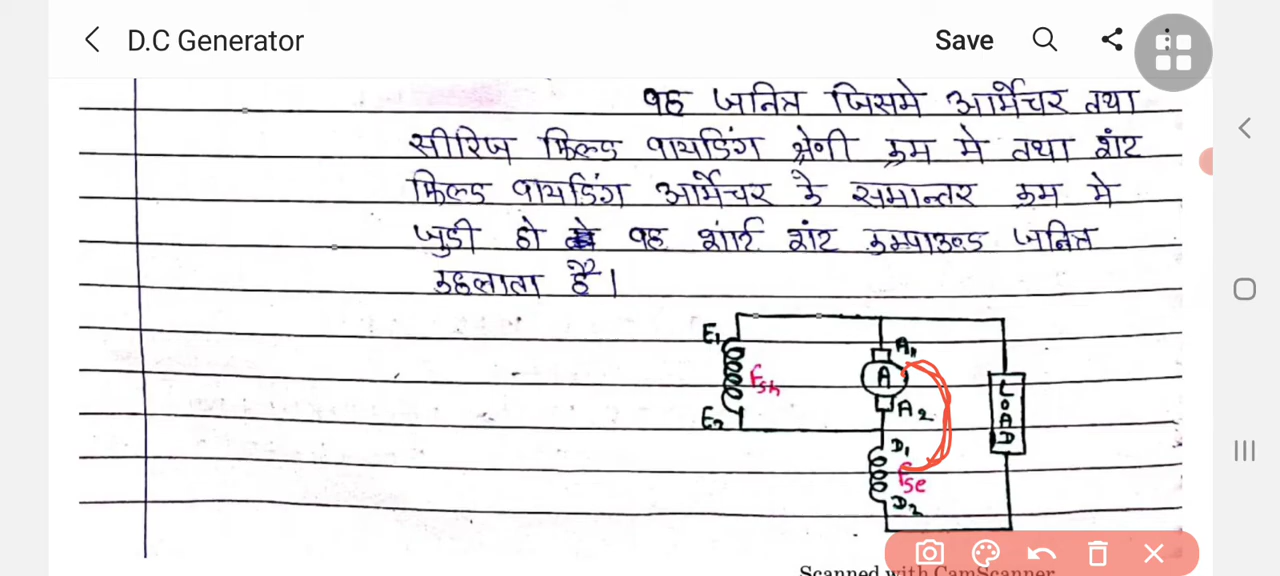 D.C Generator
Save
वह जनित्र जिसमे आर्मेचर तथा
सीरिज फिल्ड वायडिंग श्रेणी क्रम मे तथा शंट
फिल्ड वायडिंग आर्मेचर के समान्तर क्रम मे
जुडी हो वह शार्ट शंट कम्पाउन्ड जनित्र
कहलाता है।
E1
Fsh
E2
A1
A
A2
D1
Fse
D2
LOAD
Scanned with CamScanner